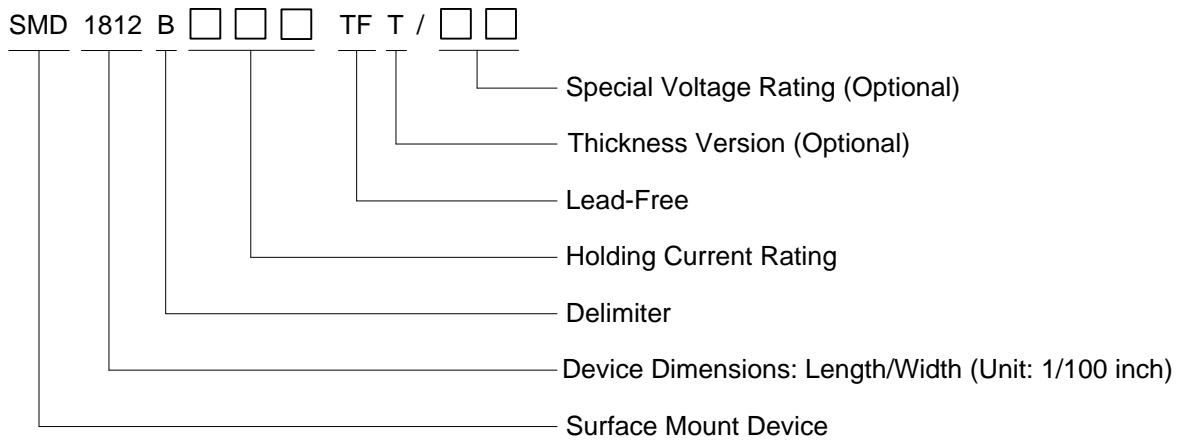 SMD 1812 B □ □ □ TF T / □ □
Special Voltage Rating (Optional)
Thickness Version (Optional)
Lead-Free
Holding Current Rating
Delimiter
Device Dimensions: Length/Width (Unit: 1/100 inch)
Surface Mount Device